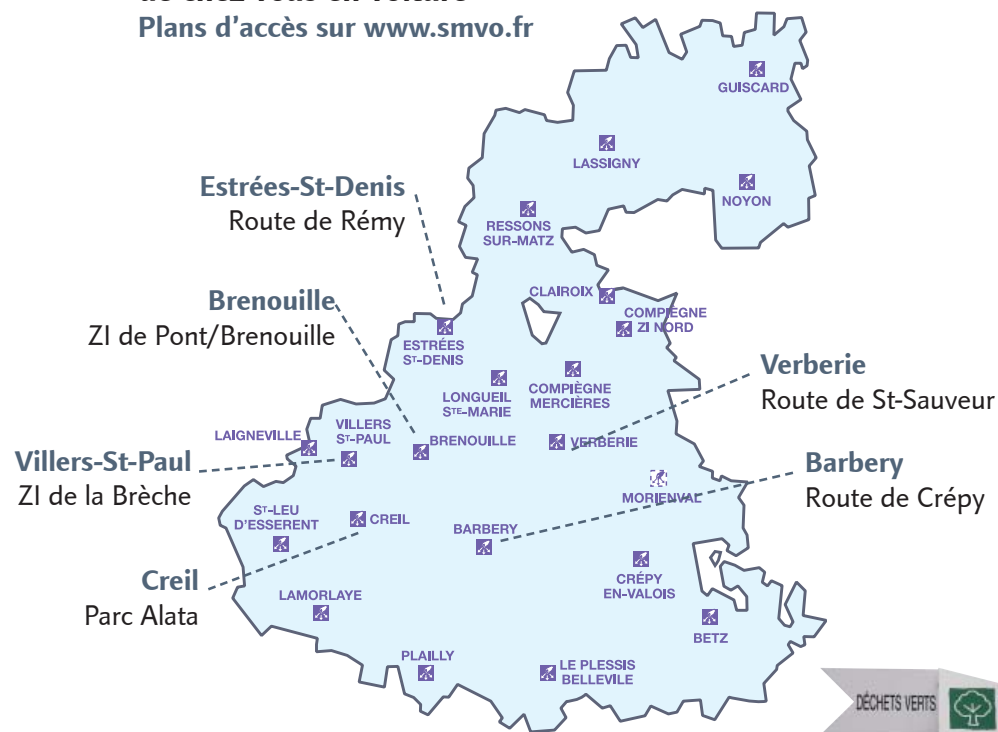 Plans d'accès sur www.smvo.fr
GUISCARD
LASSIGNY
NOYON
Estrées-St-Denis
Route de Rémy
RESSONS
SUR-MATZ
Brenouille
ZI de Pont/Brenouille
CLAIROIX
COMPIÈGNE
ZI NORD
ESTRÉES
ST-DENIS
LONGUEIL
STE-MARIE
COMPIÈGNE
MERCIÈRES
Verberie
Route de St-Sauveur
VILLERS
ST-PAUL
LAIGNEVILLE
BRENOUILLE
VERBERIE
Villers-St-Paul
ZI de la Brèche
Barbery
Route de Crépy
MORIENVAL
ST-LEU
D'ESSERENT
CREIL
BARBERY
Creil
Parc Alata
CRÉPY
EN-VALOIS
LAMORLAYE
BETZ
PLAILLY
LE PLESSIS
BELLEVILE
DÉCHETS VERTS